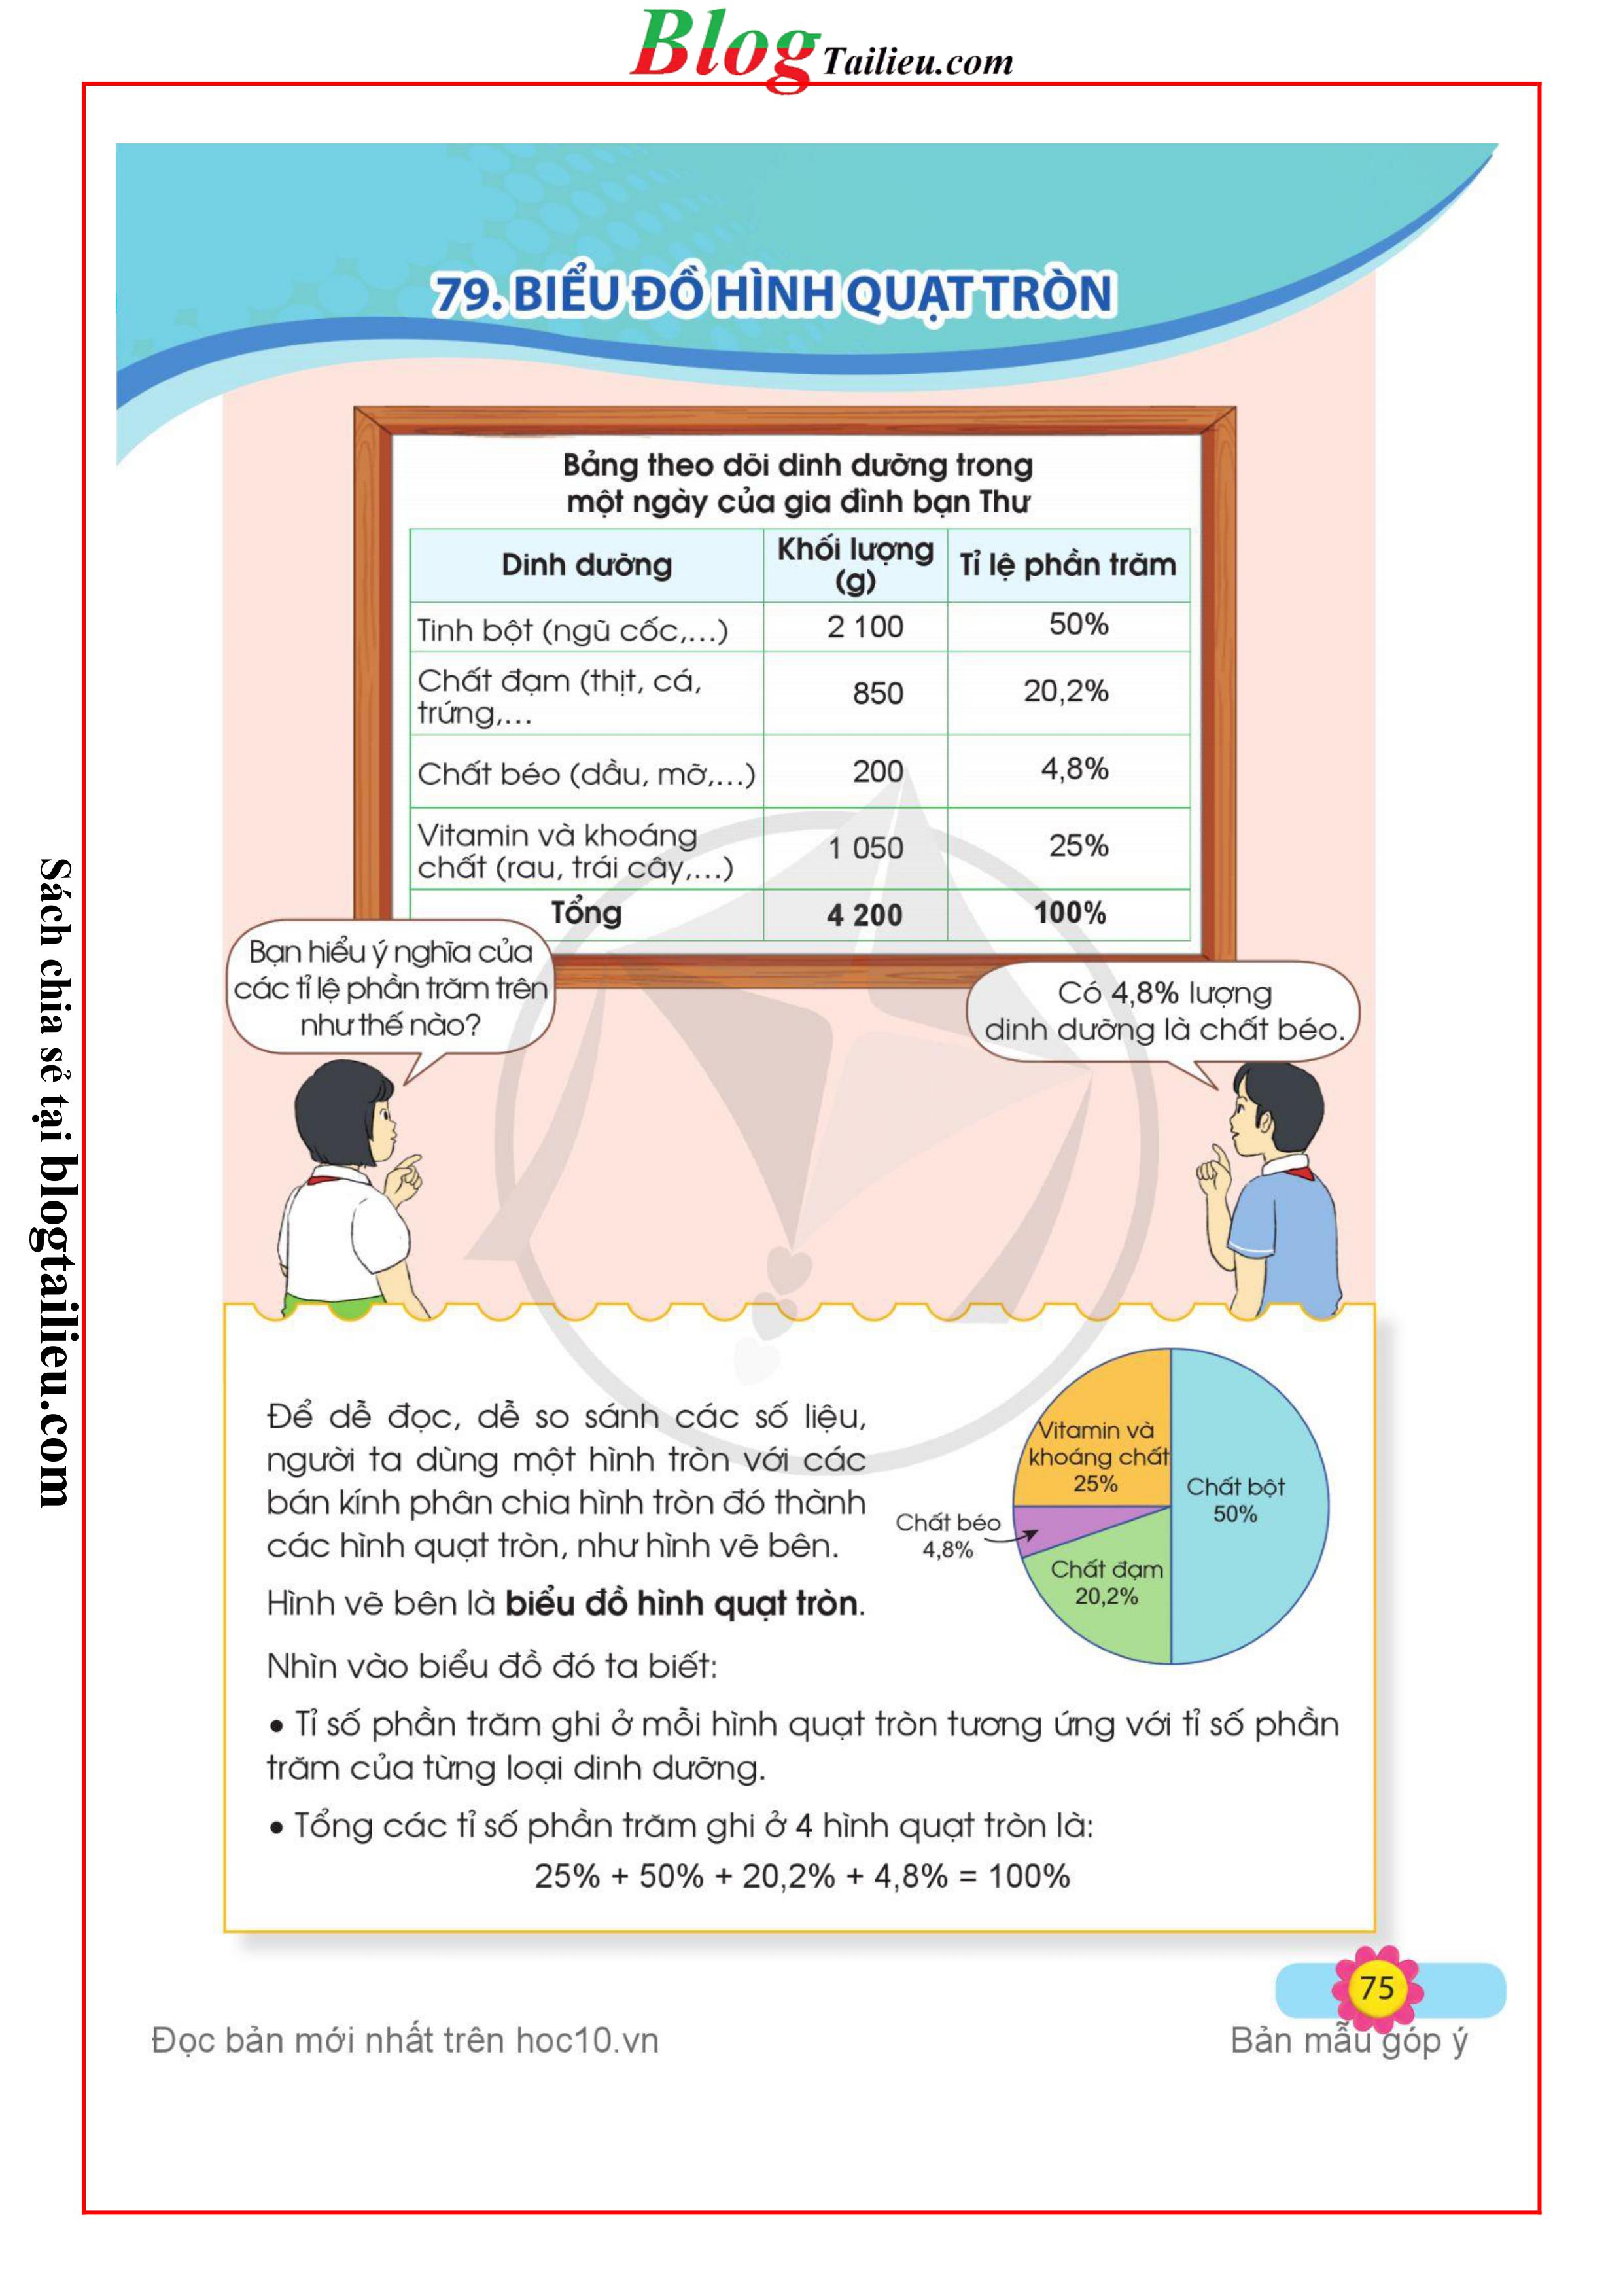 Blog Tailieu.com
79. BIỂU ĐỒ HÌNH QUẠT TRÒN
Bảng theo dõi dinh dưỡng trong
một ngày của gia đình bạn Thư
Dinh dưỡng Khối lượng (g) Tỉ lệ phần trăm
Tinh bột (ngũ cốc,...) 2 100 50%
Chất đạm (thịt, cá,
trứng,... 850 20,2%
Chất béo (dầu, mỡ,...) 200 4,8%
Vitamin và khoáng
chất (rau, trái cây,...) 1 050 25%
Tổng 4 200 100%
Bạn hiểu ý nghĩa của
các tỉ lệ phần trăm trên
như thế nào?
Có 4,8% lượng
dinh dưỡng là chất béo.
Sách chia sẻ tại blogtailieu.com
Để dễ đọc, dễ so sánh các số liệu,
người ta dùng một hình tròn với các
bán kính phân chia hình tròn đó thành
các hình quạt tròn, như hình vẽ bên.
Hình vẽ bên là biểu đồ hình quạt tròn.
Vitamin và
khoáng chất
25%
Chất bột
50%
Chất béo
4,8%
Chất đạm
20,2%
Nhìn vào biểu đồ đó ta biết:
• Tỉ số phần trăm ghi ở mỗi hình quạt tròn tương ứng với tỉ số phần
trăm của từng loại dinh dưỡng.
• Tổng các tỉ số phần trăm ghi ở 4 hình quạt tròn là:
25% + 50% + 20,2% + 4,8% = 100%
75
Đọc bản mới nhất trên hoc10.vn
Bản mẫu góp ý